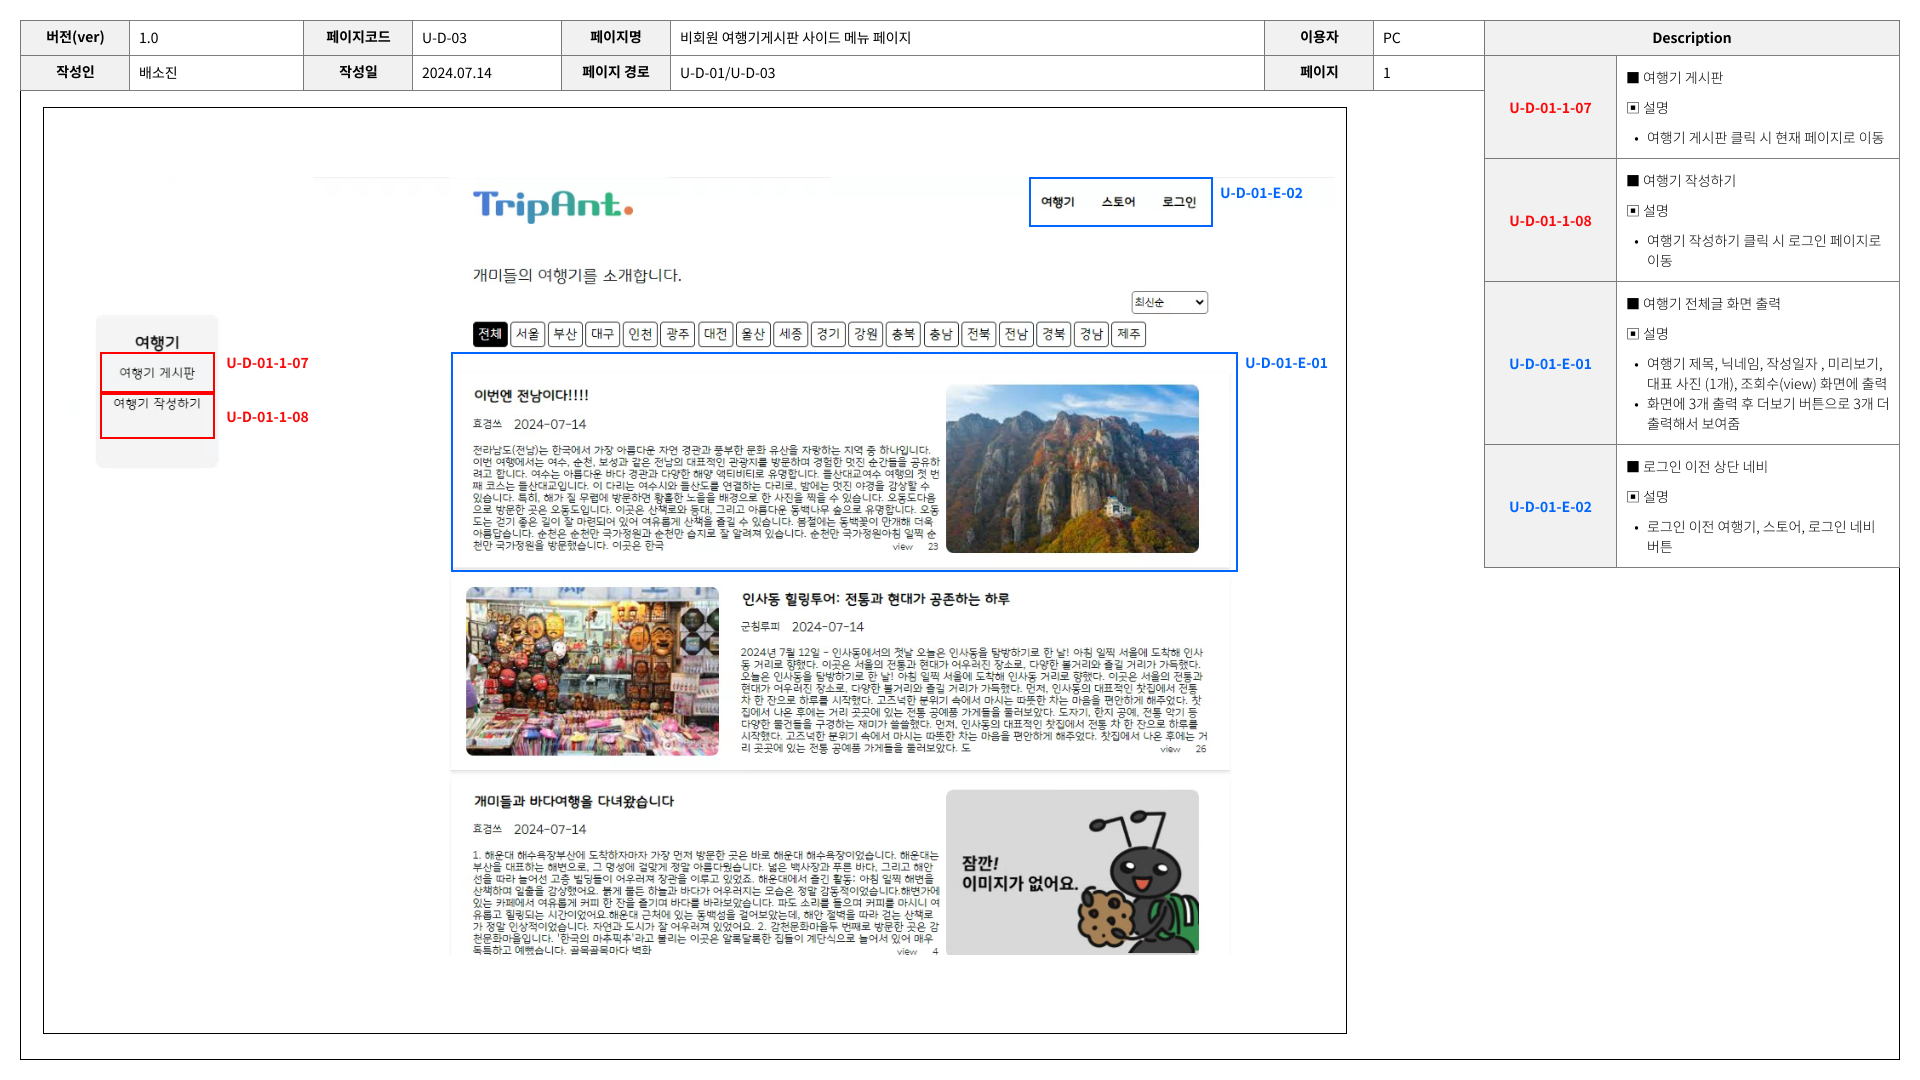 버전(ver) 1.0 페이지코드 U-D-03 페이지명 비회원 여행기게시판 사이드 메뉴 페이지 이용자 PC
작성인 배소진 작성일 2024.07.14 페이지 경로 U-D-01/U-D-03 페이지 1
TripAnt.
여행기 스토어 로그인
U-D-01-E-02
개미들의 여행기를 소개합니다.
최신순
전체 서울 부산 대구 인천 광주 대전 울산 세종 경기 강원 충북 충남 전북 전남 경북 경남 제주
여행기
여행기 게시판
U-D-01-1-07
여행기 작성하기
U-D-01-1-08
U-D-01-E-01
이번엔 전남이다!!!!
효겸쓰 2024-07-14
전라남도(전남)는 한국에서 가장 아름다운 자연 경관과 풍부한 문화 유산을 자랑하는 지역 중 하나입니다.
이번 여행에서는 여수, 순천, 보성과 같은 전남의 대표적인 관광지를 방문하며 경험한 멋진 순간들을 공유하
려고 합니다. 여수는 아름다운 바다 경관과 다양한 해양 액티비티로 유명합니다. 돌산대교여수 여행의 첫 번
째 코스는 돌산대교입니다. 이 다리는 여수시와 돌산도를 연결하는 다리로, 밤에는 멋진 야경을 감상할 수
있습니다. 특히, 해가 질 무렵에 방문하면 황홀한 노을을 배경으로 한 사진을 찍을 수 있습니다. 오동도다음
으로 방문한 곳은 오동도입니다. 이곳은 산책로와 등대, 그리고 아름다운 동백나무 숲으로 유명합니다. 오동
도는 걷기 좋은 길이 잘 마련되어 있어 여유롭게 산책을 즐길 수 있습니다. 봄철에는 동백꽃이 만개해 더욱
아름답습니다. 순천은 순천만 국가정원과 순천만 습지로 잘 알려져 있습니다. 순천만 국가정원아침 일찍 순
천만 국가정원을 방문했습니다. 이곳은 한국
view 23
인사동 힐링투어: 전통과 현대가 공존하는 하루
군침루피 2024-07-14
2024년 7월 12일 - 인사동에서의 첫날 오늘은 인사동을 탐방하기로 한 날! 아침 일찍 서울에 도착해 인사
동 거리로 향했다. 이곳은 서울의 전통과 현대가 어우러진 장소로, 다양한 볼거리와 즐길 거리가 가득했다.
오늘은 인사동을 탐방하기로 한 날! 아침 일찍 서울에 도착해 인사동 거리로 향했다. 이곳은 서울의 전통과
현대가 어우러진 장소로, 다양한 볼거리와 즐길 거리가 가득했다. 먼저, 인사동의 대표적인 찻집에서 전통
차 한 잔으로 하루를 시작했다. 고즈넉한 분위기 속에서 마시는 따뜻한 차는 마음을 편안하게 해주었다. 찻
집에서 나온 후에는 거리 곳곳에 있는 전통 공예품 가게들을 둘러보았다. 도자기, 한지 공예, 전통 악기 등
다양한 물건들을 구경하는 재미가 쏠쏠했다. 먼저, 인사동의 대표적인 찻집에서 전통 차 한 잔으로 하루를
시작했다. 고즈넉한 분위기 속에서 마시는 따뜻한 차는 마음을 편안하게 해주었다. 찻집에서 나온 후에는 거
리 곳곳에 있는 전통 공예품 가게들을 둘러보았다. 도
view 26
개미들과 바다여행을 다녀왔습니다
효겸쓰 2024-07-14
1. 해운대 해수욕장부산에 도착하자마자 가장 먼저 방문한 곳은 바로 해운대 해수욕장이었습니다. 해운대는
부산을 대표하는 해변으로, 그 명성에 걸맞게 정말 아름다웠습니다. 넓은 백사장과 푸른 바다, 그리고 해안
선을 따라 늘어선 고층 빌딩들이 어우러져 장관을 이루고 있었죠. 해운대에서 즐긴 활동: 아침 일찍 해변을
산책하며 일출을 감상했어요. 붉게 물든 하늘과 바다가 어우러지는 모습은 정말 감동적이었습니다.해변가에
있는 카페에서 여유롭게 커피 한 잔을 즐기며 바다를 바라보았습니다. 파도 소리를 들으며 커피를 마시니 여
유롭고 힐링되는 시간이었어요.해운대 근처에 있는 동백섬을 걸어보았는데, 해안 절벽을 따라 걷는 산책로
가 정말 인상적이었습니다. 자연과 도시가 잘 어우러져 있었어요. 2. 감천문화마을두 번째로 방문한 곳은 감
천문화마을입니다. '한국의 마추픽추'라고 불리는 이곳은 알록달록한 집들이 계단식으로 늘어서 있어 매우
독특하고 예뻤습니다. 골목골목마다 벽화
view 4
잠깐!
이미지가 없어요.
Description
U-D-01-1-07
■ 여행기 게시판
▣ 설명
• 여행기 게시판 클릭 시 현재 페이지로 이동
U-D-01-1-08
■ 여행기 작성하기
▣ 설명
• 여행기 작성하기 클릭 시 로그인 페이지로
이동
U-D-01-E-01
■ 여행기 전체글 화면 출력
▣ 설명
• 여행기 제목, 닉네임, 작성일자 , 미리보기,
대표 사진 (1개), 조회수(view) 화면에 출력
• 화면에 3개 출력 후 더보기 버튼으로 3개 더
출력해서 보여줌
U-D-01-E-02
■ 로그인 이전 상단 네비
▣ 설명
• 로그인 이전 여행기, 스토어, 로그인 네비
버튼